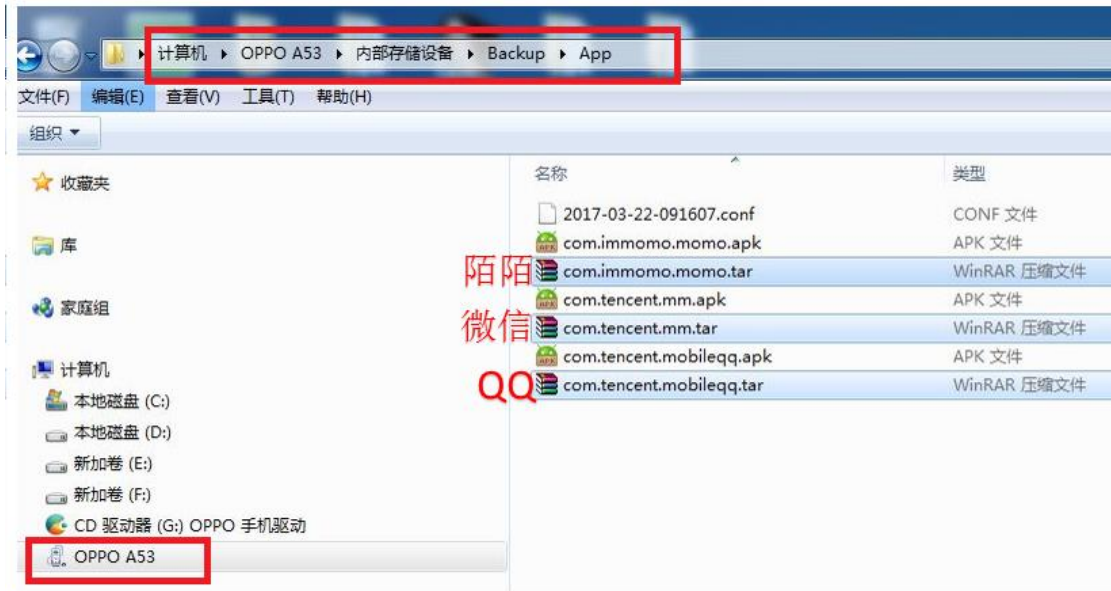 计算机 ▸ OPPO A53 ▸ 内部存储设备 ▸ Backup ▸ App
文件(F) 编辑(E) 查看(V) 工具(T) 帮助(H)
组织
名称 类型
收藏夹
2017-03-22-091607.conf CONF 文件
库
com.immomo.momo.apk APK 文件
陌陌 com.immomo.momo.tar WinRAR 压缩文件
家庭组
com.tencent.mm.apk APK 文件
微信 com.tencent.mm.tar WinRAR 压缩文件
com.tencent.mobileqq.apk APK 文件
计算机
QQ com.tencent.mobileqq.tar WinRAR 压缩文件
本地磁盘 (C:)
本地磁盘 (D:)
新加卷 (E:)
新加卷 (F:)
CD 驱动器 (G:) OPPO 手机驱动
OPPO A53